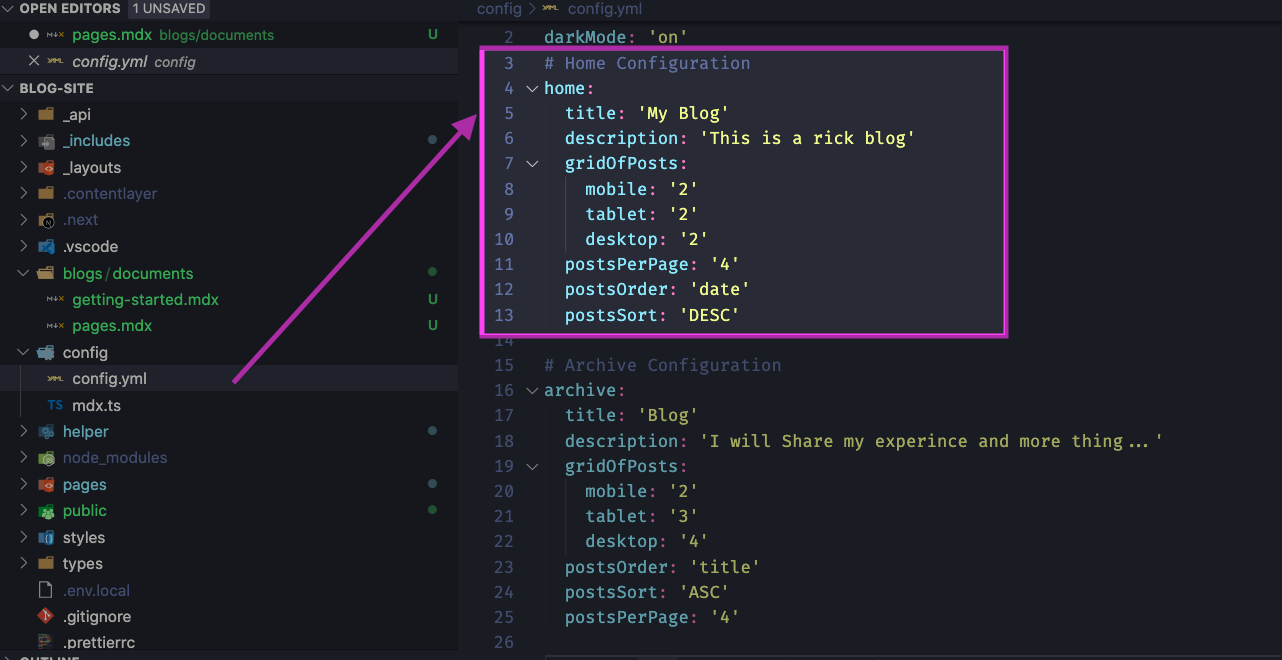 OPEN EDITORS 1 UNSAVED
pages.mdx blogs/documents U
config.yml config
BLOG-SITE
_api
_includes
_layouts
.contentlayer
.next
.vscode
blogs/documents
getting-started.mdx U
pages.mdx U
config
config.yml
TS mdx.ts
helper
node_modules
pages
public
styles
types
.env.local
.gitignore
.prettierrc
OUTLINE
config > config.yml
2 darkMode: 'on'
3 # Home Configuration
4 home:
5 title: 'My Blog'
6 description: 'This is a rick blog'
7 gridOfPosts:
8 mobile: '2'
9 tablet: '2'
10 desktop: '2'
11 postsPerPage: '4'
12 postsOrder: 'date'
13 postsSort: 'DESC'
14
15 # Archive Configuration
16 archive:
17 title: 'Blog'
18 description: 'I will Share my experince and more thing...'
19 gridOfPosts:
20 mobile: '2'
21 tablet: '3'
22 desktop: '4'
23 postsOrder: 'title'
24 postsSort: 'ASC'
25 postsPerPage: '4'
26